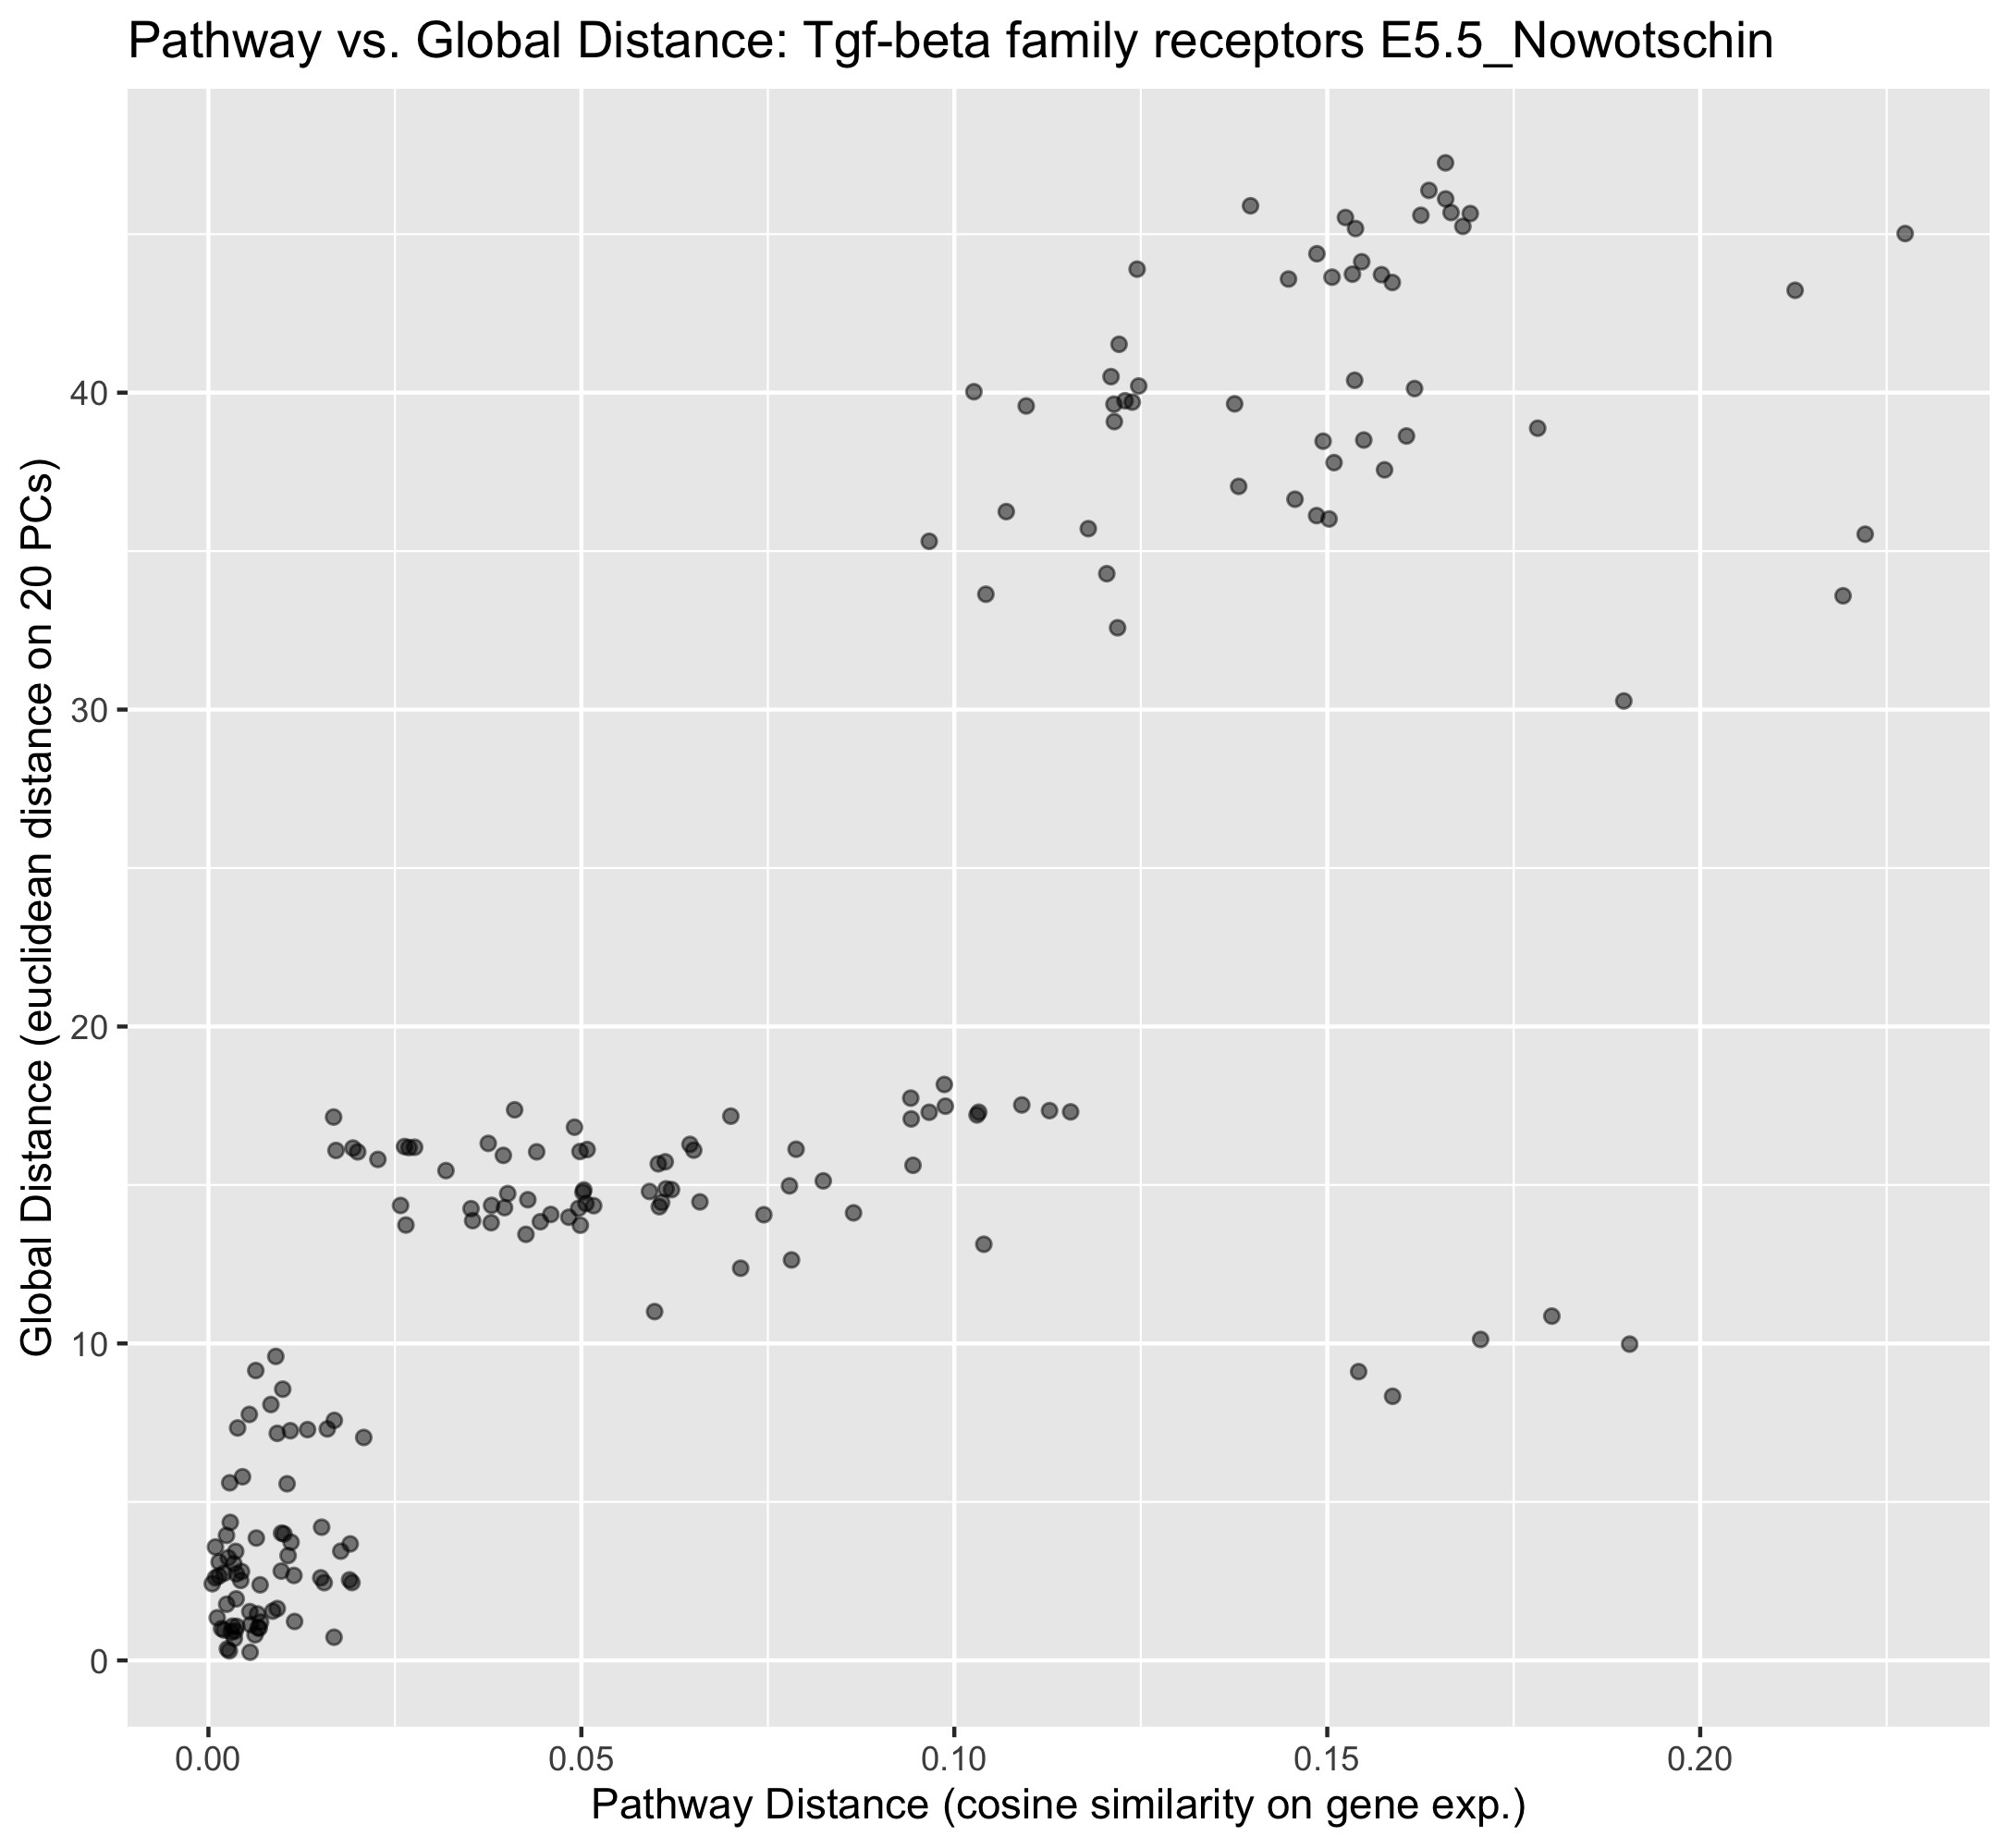 Pathway vs. Global Distance: Tgf-beta family receptors E5.5_Nowotschin
Global Distance (euclidean distance on 20 PCs)
40
30
20
10
0
0.00 0.05 0.10 0.15 0.20
Pathway Distance (cosine similarity on gene exp.)